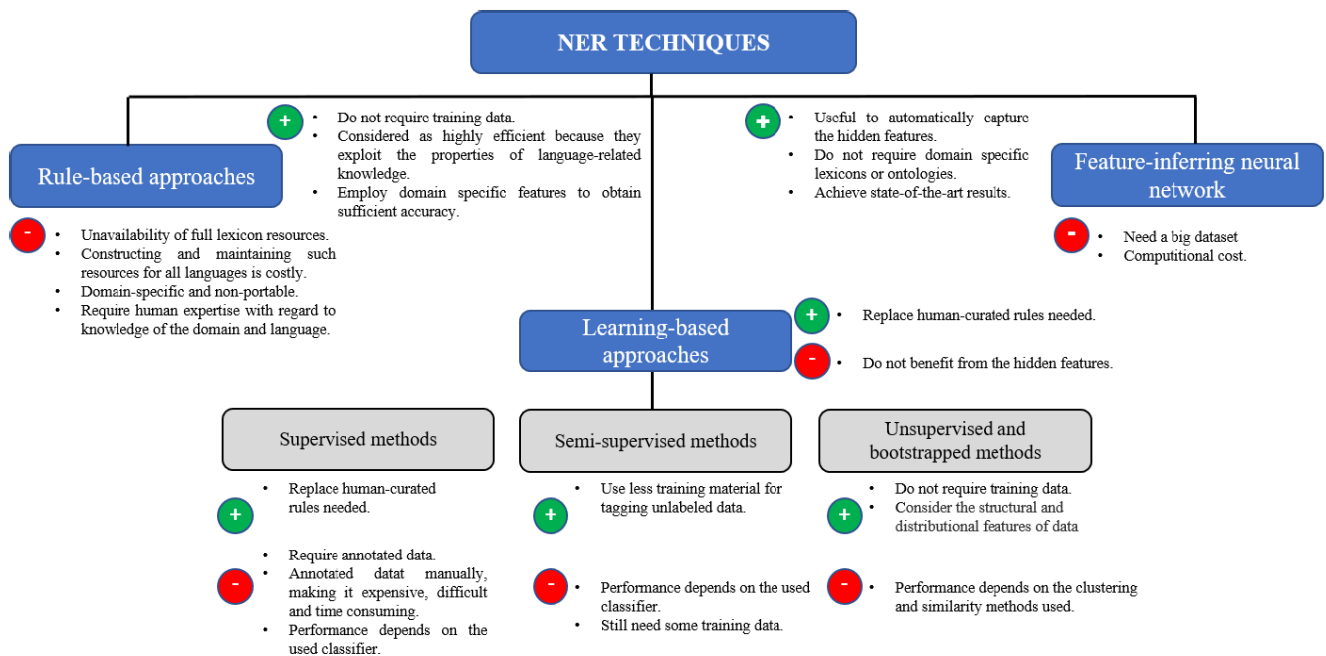 NER TECHNIQUES
+
• Do not require training data.
• Considered as highly efficient because they
exploit the properties of language-related
knowledge.
• Employ domain specific features to obtain
sufficient accuracy.
+
• Useful to automatically capture
the hidden features.
• Do not require domain specific
lexicons or ontologies.
• Achieve state-of-the-art results.
Rule-based approaches
Feature-inferring neural
network
-
• Unavailability of full lexicon resources.
• Constructing and maintaining such
resources for all languages is costly.
• Domain-specific and non-portable.
• Require human expertise with regard to
knowledge of the domain and language.
-
• Need a big dataset
• Computitional cost.
Learning-based
approaches
+
• Replace human-curated rules needed.
-
• Do not benefit from the hidden features.
Supervised methods
Semi-supervised methods
Unsupervised and
bootstrapped methods
+
• Replace human-curated
rules needed.
-
• Require annotated data.
• Annotated datat manually,
making it expensive, difficult
and time consuming.
• Performance depends on the
used classifier.
+
• Use less training material for
tagging unlabeled data.
-
• Performance depends on the used
classifier.
• Still need some training data.
+
• Do not require training data.
• Consider the structural and
distributional features of data
-
• Performance depends on the clustering
and similarity methods used.